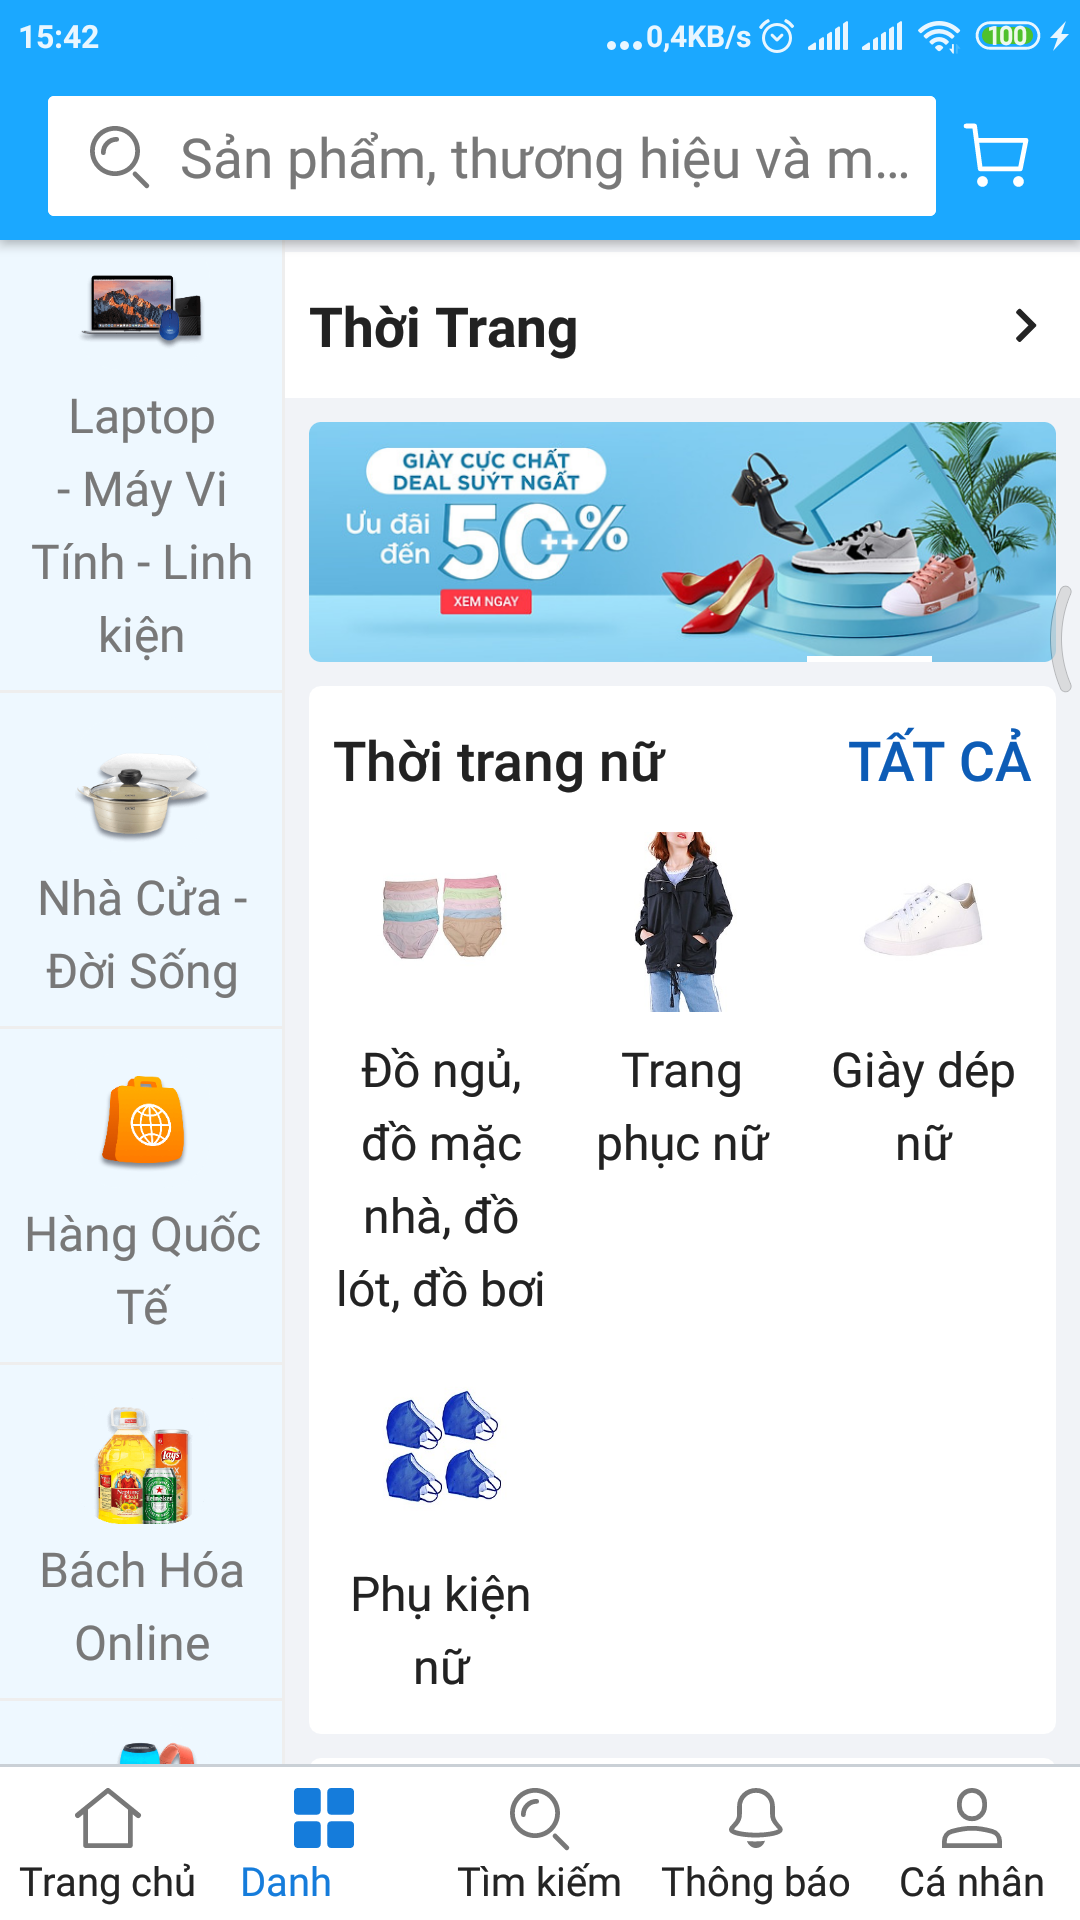 15:42
...0,4KB/s
100
Sản phẩm, thương hiệu và m...
Laptop
- Máy Vi
Tính - Linh
kiện
Nhà Cửa -
Đời Sống
Hàng Quốc
Tế
Bách Hóa
Online
Thời Trang
GIÀY CỰC CHẤT
DEAL SUÝT NGẤT
Ưu đãi
đến
50++%
XEM NGAY
Thời trang nữ
TẤT CẢ
Đồ ngủ,
đồ mặc
nhà, đồ
lót, đồ bơi
Trang
phục nữ
Giày dép
nữ
Phụ kiện
nữ
Lays
Heineken
Trang chủ
Danh
Tìm kiếm
Thông báo
Cá nhân